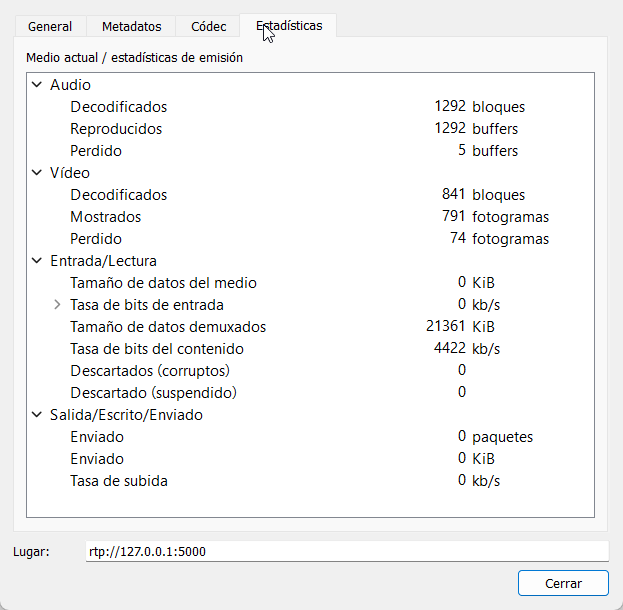 General Metadatos Códec Estadísticas
Medio actual / estadísticas de emisión
Audio
Decodificados 1292 bloques
Reproducidos 1292 buffers
Perdido 5 buffers
Vídeo
Decodificados 841 bloques
Mostrados 791 fotogramas
Perdido 74 fotogramas
Entrada/Lectura
Tamaño de datos del medio 0 KiB
Tasa de bits de entrada 0 kb/s
Tamaño de datos demuxados 21361 KiB
Tasa de bits del contenido 4422 kb/s
Descartados (corruptos) 0
Descartado (suspendido) 0
Salida/Escrito/Enviado
Enviado 0 paquetes
Enviado 0 KiB
Tasa de subida 0 kb/s
Lugar: rtp://127.0.0.1:5000
Cerrar